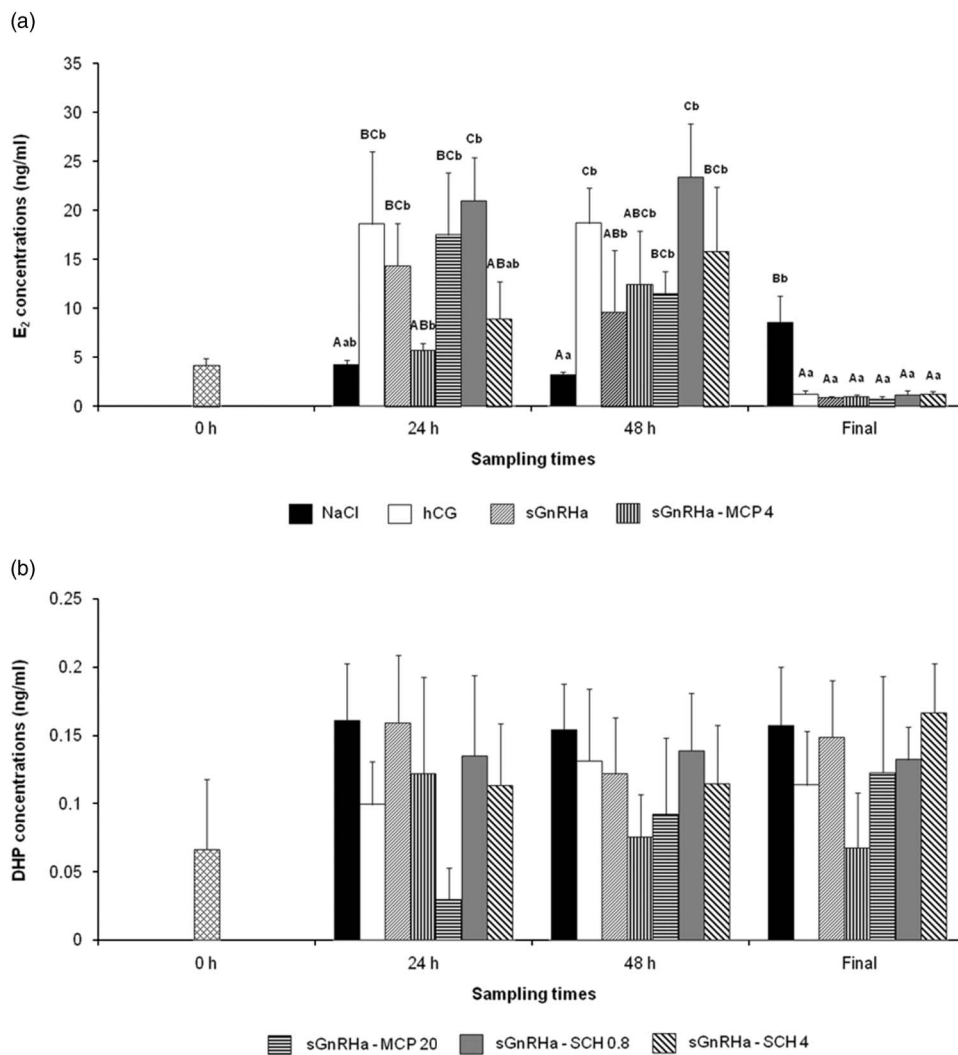 (a)
E2 concentrations (ng/ml)
35
30
25
20
15
10
5
0
Aab
BCb
BCb
ABb
BCb
Cb
ABab
Aa
Cb
ABb
ABCb
BCb
Cb
BCb
Bb
Aa
Aa
Aa
Aa
Aa
Aa
0 h
24 h
48 h
Final
Sampling times
NaCl hCG sGnRHa sGnRHa - MCP 4
(b)
DHP concentrations (ng/ml)
0.25
0.2
0.15
0.1
0.05
0
0 h
24 h
48 h
Final
Sampling times
sGnRHa - MCP 20 sGnRHa - SCH 0.8 sGnRHa - SCH 4